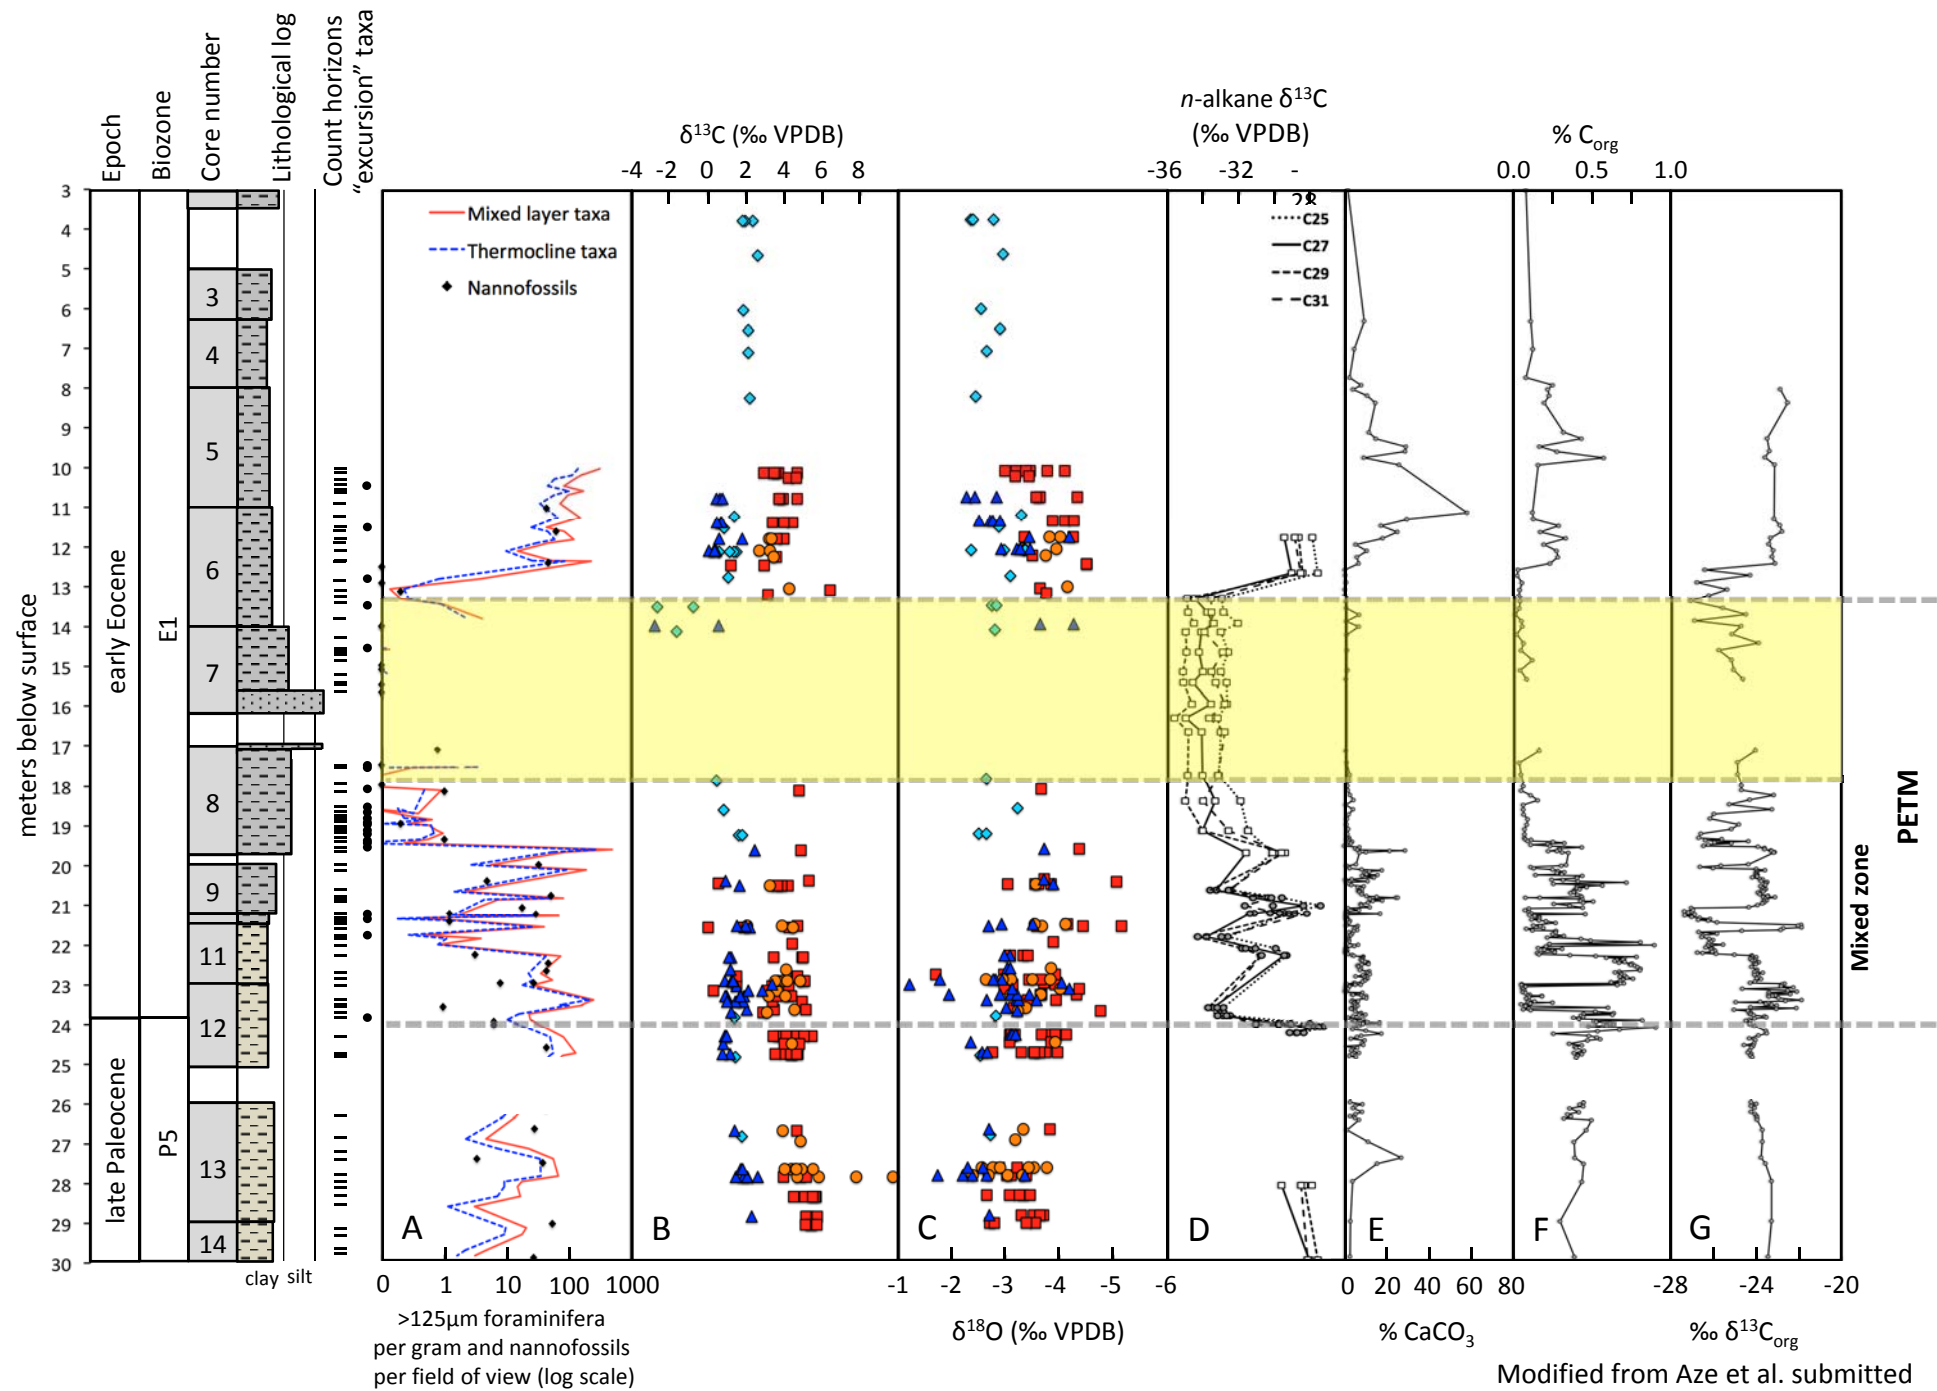 Epoch
Biozone
Core number
Lithological log
Count horizons
“excursion” taxa
δ13C (‰ VPDB)
-4 -2 0 2 4 6 8
n-alkane δ13C
(‰ VPDB)
-36 -32 -
28
% Corg
0.0 0.5 1.0
meters below surface
3
4
5
6
7
8
9
10
11
12
13
14
15
16
17
18
19
20
21
22
23
24
25
26
27
28
29
30
early Eocene
late Paleocene
E1
P5
3
4
5
6
7
8
9
11
12
13
14
clay silt
Mixed layer taxa
Thermocline taxa
Nannofossils
C25
C27
C29
C31
A
B
C
D
E
F
G
PETM
Mixed zone
0 1 10 100 1000
>125µm foraminifera
per gram and nannofossils
per field of view (log scale)
-1 -2 -3 -4 -5 -6
δ18O (‰ VPDB)
0 20 40 60 80
% CaCO3
-28 -24 -20
‰ δ13Corg
Modified from Aze et al. submitted